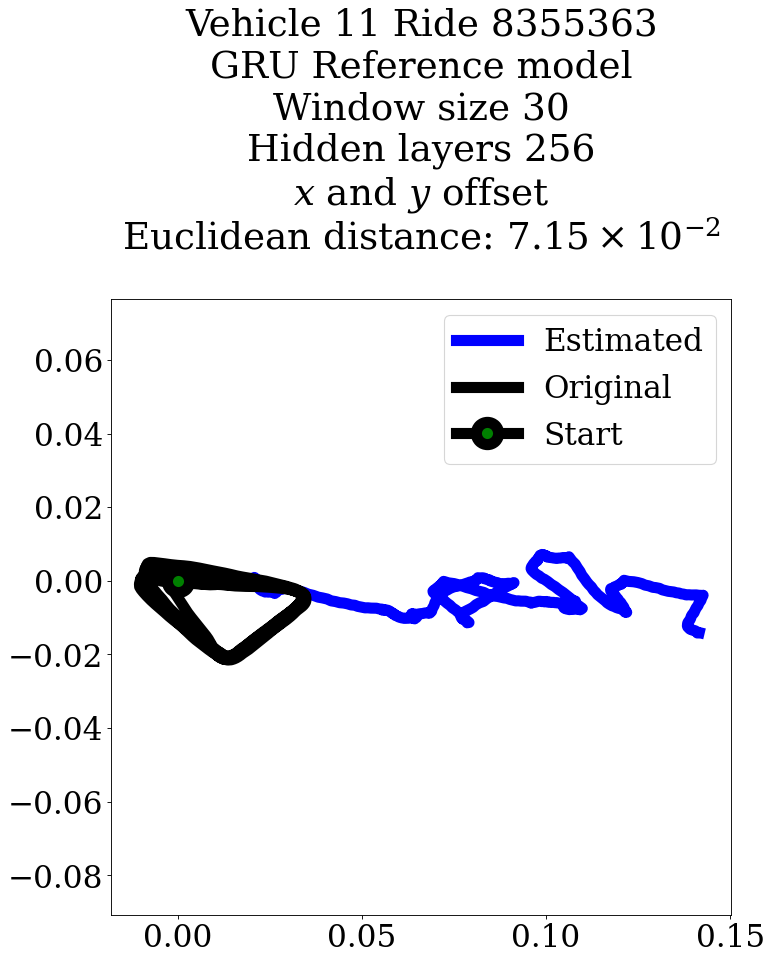 Vehicle 11 Ride 8355363
GRU Reference model
Window size 30
Hidden layers 256
x and y offset
Euclidean distance: 7.15 × 10⁻²
Estimated
Original
Start
0.06
0.04
0.02
0.00
−0.02
−0.04
−0.06
−0.08
0.00 0.05 0.10 0.15